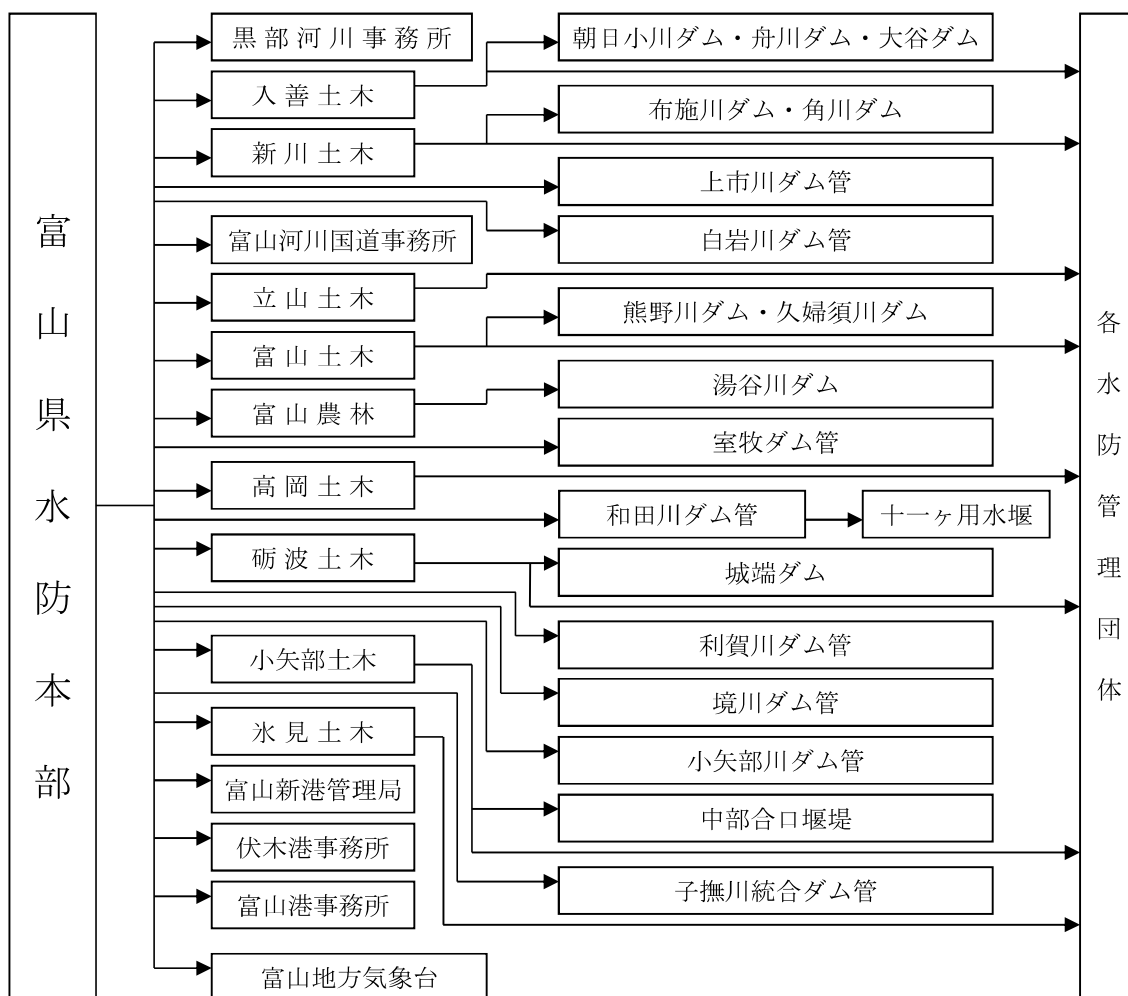 富山県水防本部
黒部河川事務所
入善土木
新川土木
富山河川国道事務所
立山土木
富山土木
富山農林
高岡土木
砺波土木
小矢部土木
氷見土木
富山新港管理局
伏木港事務所
富山港事務所
富山地方気象台
朝日小川ダム・舟川ダム・大谷ダム
布施川ダム・角川ダム
上市川ダム管
白岩川ダム管
熊野川ダム・久婦須川ダム
湯谷川ダム
室牧ダム管
和田川ダム管
十一ヶ用水堰
城端ダム
利賀川ダム管
境川ダム管
小矢部川ダム管
中部合口堰堤
子撫川統合ダム管
各水防管理団体